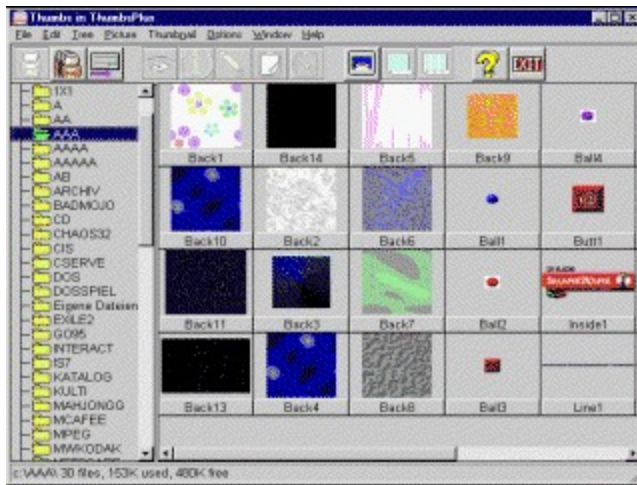 Thumbs in ThumbsPlus
File Edit Tree Picture Thumbnail Options Window Help
EXIT
1X1
A
AA
AAA
AAAA
AAAAA
AB
ARCHIV
BADMOJO
CD
CHAOS32
CIS
CSERVE
DOS
DOSSPIEL
Eigene Dateien
EXILE2
GO95
INTERACT
IS7
KATALOG
KULTI
MAHJONGG
MCAFEE
MPEG
MWKODAK
Back1 Back14 Back5 Back9 Ball4
Back10 Back2 Back6 Ball1 Butt1
SHAREWARE
Back11 Back3 Back7 Ball2 Inside1
Back13 Back4 Back8 Ball3 Line1
c:\AAA\ 30 files, 153K used, 480K free